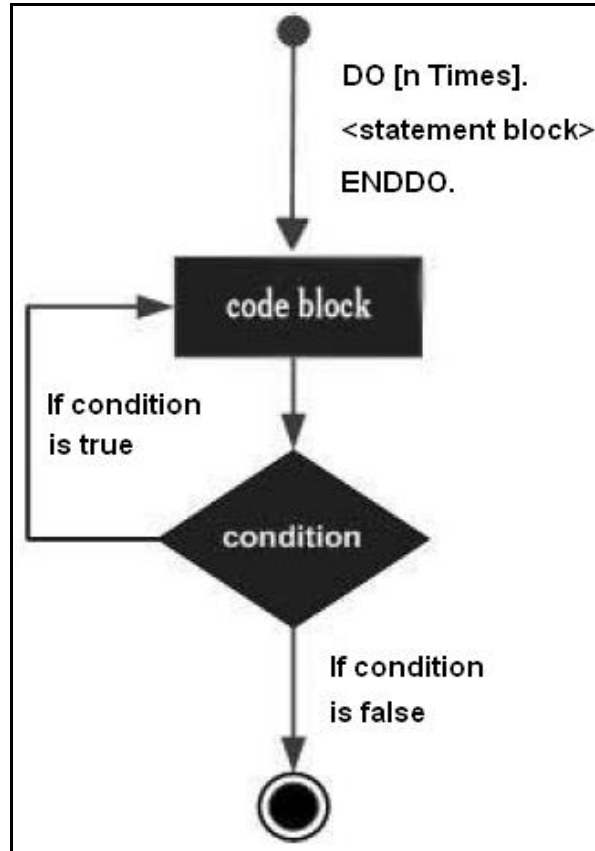 DO [n Times].
<statement block>
ENDDO.
code block
If condition
is true
condition
If condition
is false